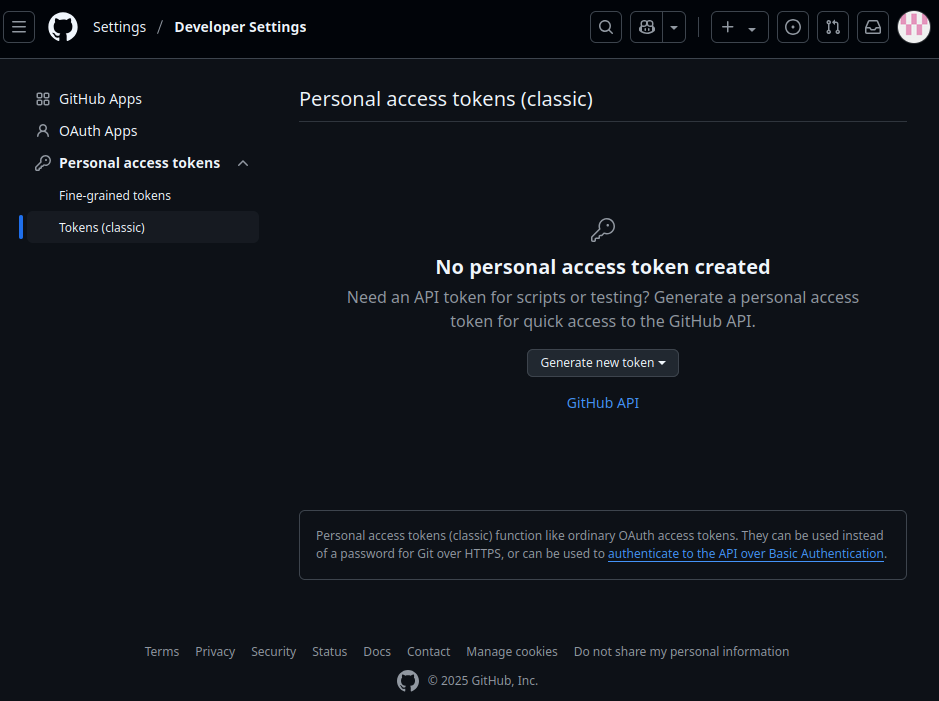 Settings / Developer Settings
GitHub Apps
OAuth Apps
Personal access tokens
Fine-grained tokens
Tokens (classic)
Personal access tokens (classic)
No personal access token created
Need an API token for scripts or testing? Generate a personal access
token for quick access to the GitHub API.
Generate new token
GitHub API
Personal access tokens (classic) function like ordinary OAuth access tokens. They can be used instead
of a password for Git over HTTPS, or can be used to authenticate to the API over Basic Authentication.
Terms Privacy Security Status Docs Contact Manage cookies Do not share my personal information
© 2025 GitHub, Inc.